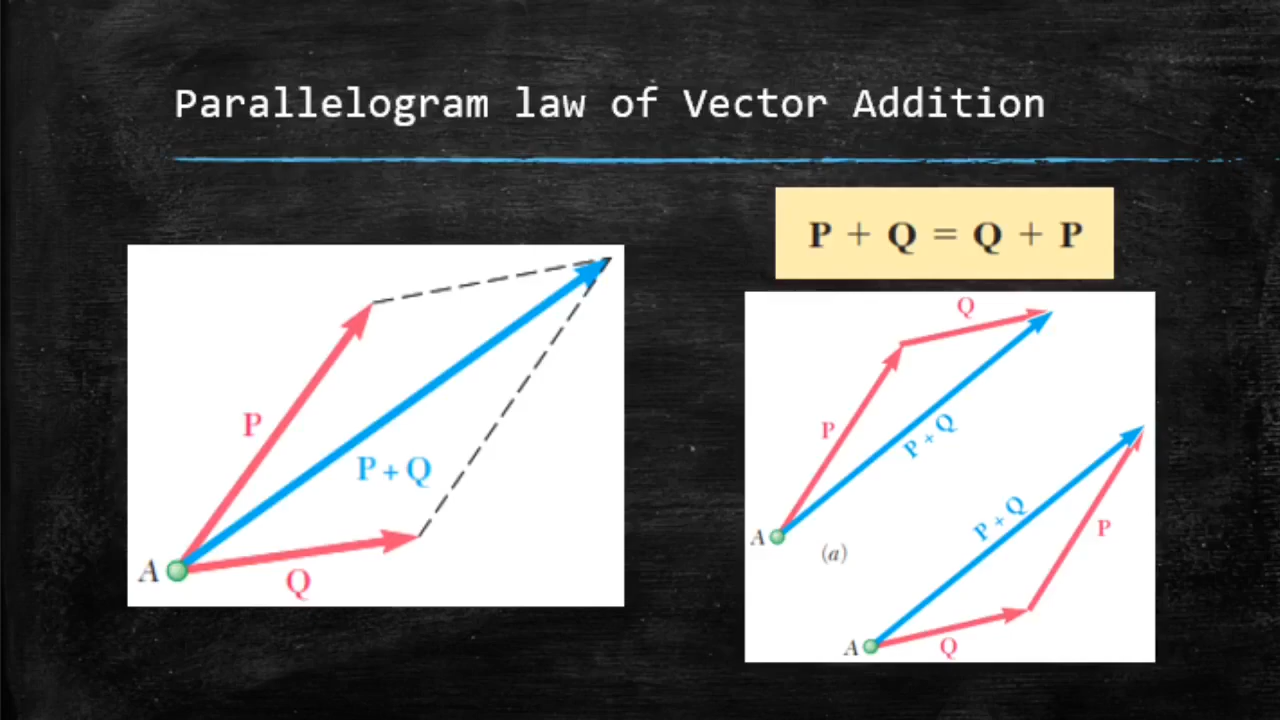 Parallelogram law of Vector Addition
P + Q = Q + P
P
P + Q
A
Q
Q
P
P + Q
A
(a)
P + Q
P
A
Q